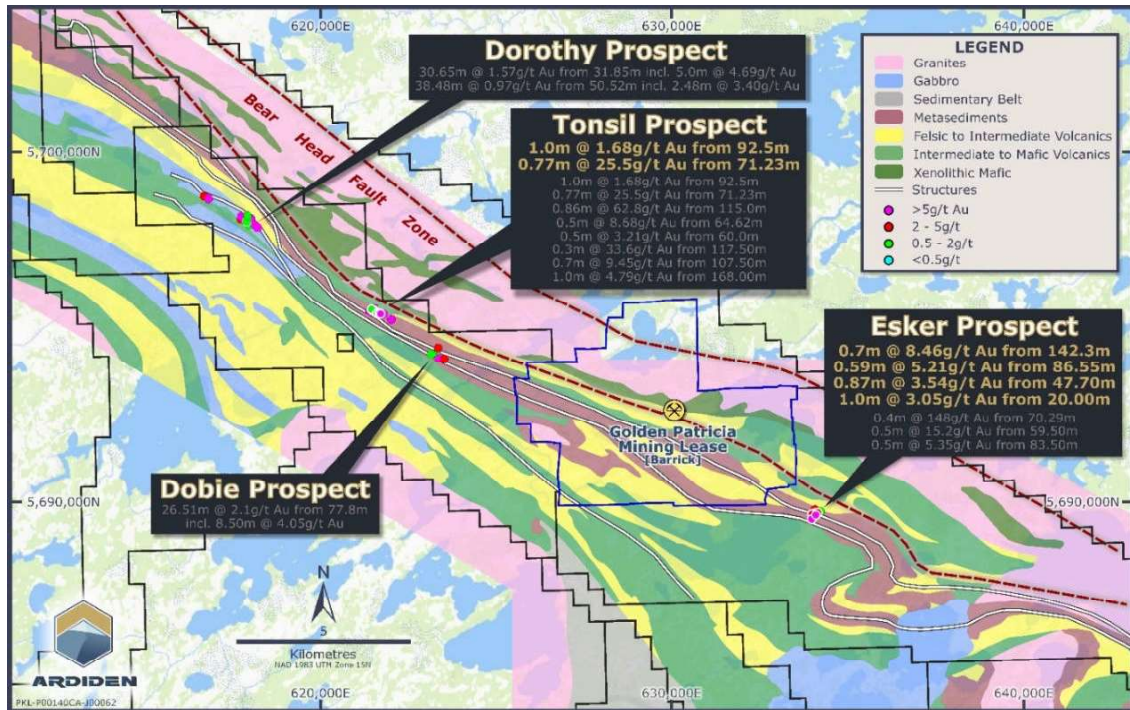 620,000E
630,000E
640,000E
5,700,000N
5,690,000N
5,690,000N
620,000E
630,000E
640,000E
Dorothy Prospect
30.65m @ 1.57g/t Au from 31.85m incl. 5.0m @ 4.69g/t Au
38.48m @ 0.97g/t Au from 50.52m incl. 2.48m @ 3.40g/t Au
Bear Head Fault Zone
Tonsil Prospect
1.0m @ 1.68g/t Au from 92.5m
0.77m @ 25.5g/t Au from 71.23m
1.0m @ 1.68g/t Au from 92.5m
0.77m @ 25.5g/t Au from 71.23m
0.86m @ 62.8g/t Au from 115.0m
0.5m @ 8.68g/t Au from 64.62m
0.5m @ 3.21g/t Au from 60.0m
0.3m @ 33.6g/t Au from 117.50m
0.7m @ 9.45g/t Au from 107.50m
1.0m @ 4.79g/t Au from 168.00m
LEGEND
Granites
Gabbro
Sedimentary Belt
Metasediments
Felsic to Intermediate Volcanics
Intermediate to Mafic Volcanics
Xenolithic Mafic
Structures
>5g/t Au
2 - 5g/t
0.5 - 2g/t
<0.5g/t
Esker Prospect
0.7m @ 8.46g/t Au from 142.3m
0.59m @ 5.21g/t Au from 86.55m
0.87m @ 3.54g/t Au from 47.70m
1.0m @ 3.05g/t Au from 20.00m
0.4m @ 148g/t Au from 70.29m
0.5m @ 15.2g/t Au from 59.50m
0.5m @ 5.35g/t Au from 83.50m
Golden Patricia
Mining Lease
[Barrick]
Dobie Prospect
26.51m @ 2.1g/t Au from 77.8m
incl. 8.50m @ 4.05g/t Au
N
5
Kilometres
NAD 1983 UTM Zone 15N
ARDIDEN
PKL-P00140CA-J00062